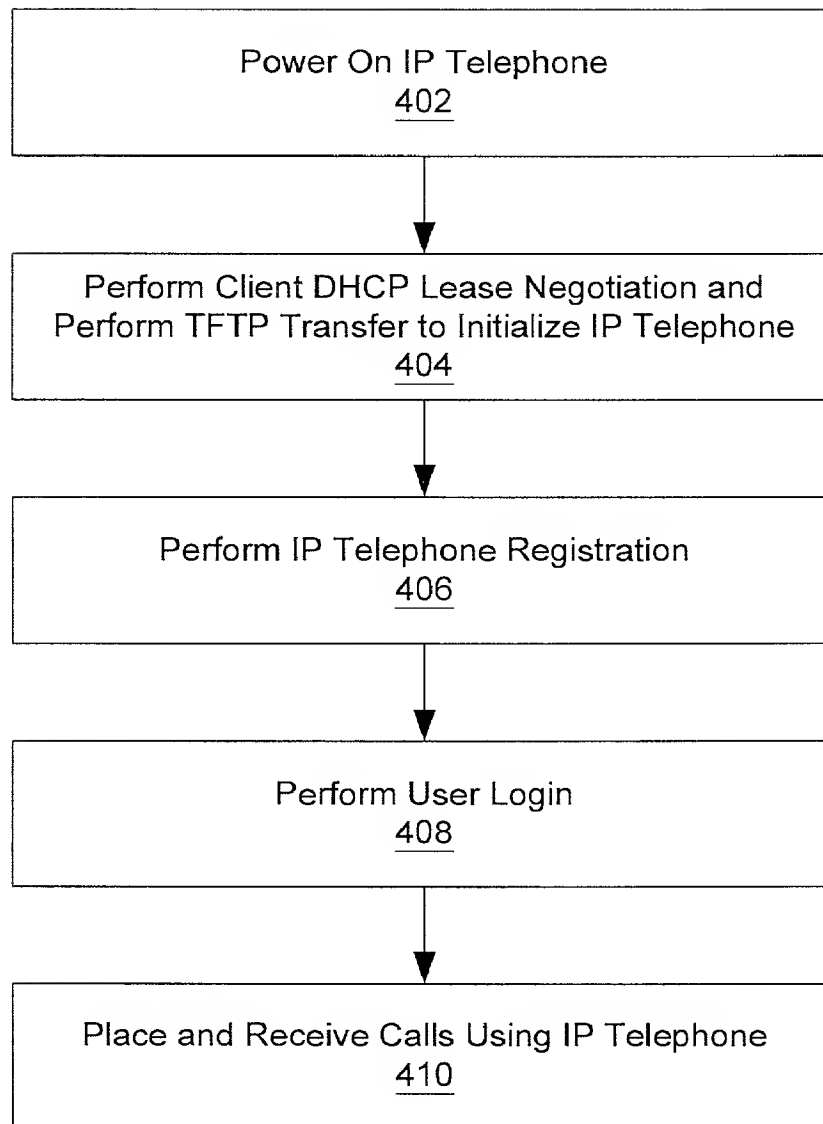 Power On IP Telephone
402
Perform Client DHCP Lease Negotiation and
Perform TFTP Transfer to Initialize IP Telephone
404
Perform IP Telephone Registration
406
Perform User Login
408
Place and Receive Calls Using IP Telephone
410